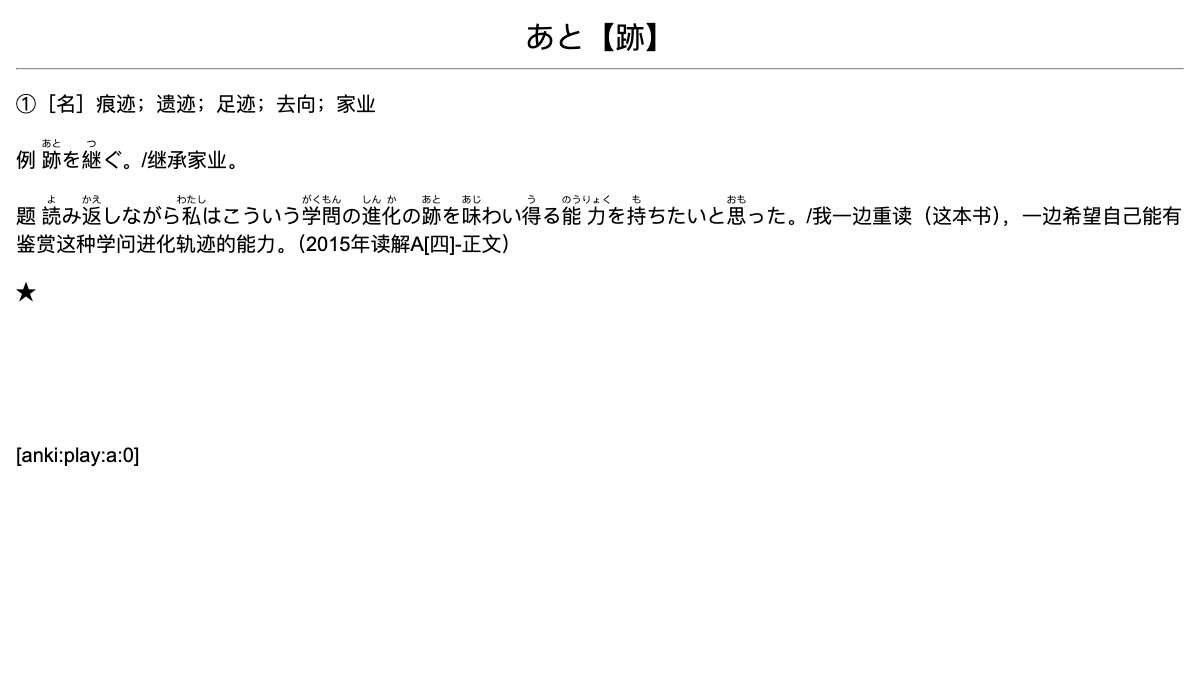 あと【跡】
①［名］痕迹；遗迹；足迹；去向；家业
あと つ
例 跡を継ぐ。/继承家业。
よ かえ わたし がくもん しん か あと あじ う のうりょく も おも
题 読み返しながら私はこういう学問の進化の跡を味わい得る能力を持ちたいと思った。/我一边重读（这本书），一边希望自己能有
鉴赏这种学问进化轨迹的能力。（2015年读解A[四]-正文）
★
[anki:play:a:0]